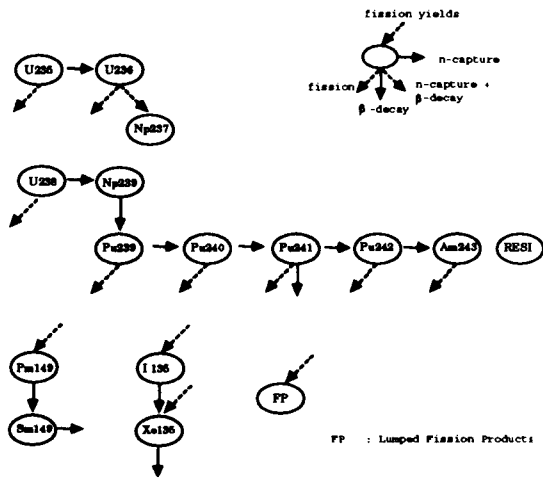 fission yields
n-capture
fission
n-capture +
β-decay
β-decay
U235
U236
Np237
U238
Np239
Pu239
Pu240
Pu241
Pu242
Am243
RESI
Pm149
I 135
FP
Sm149
Xe135
FP : Lumped Fission Products